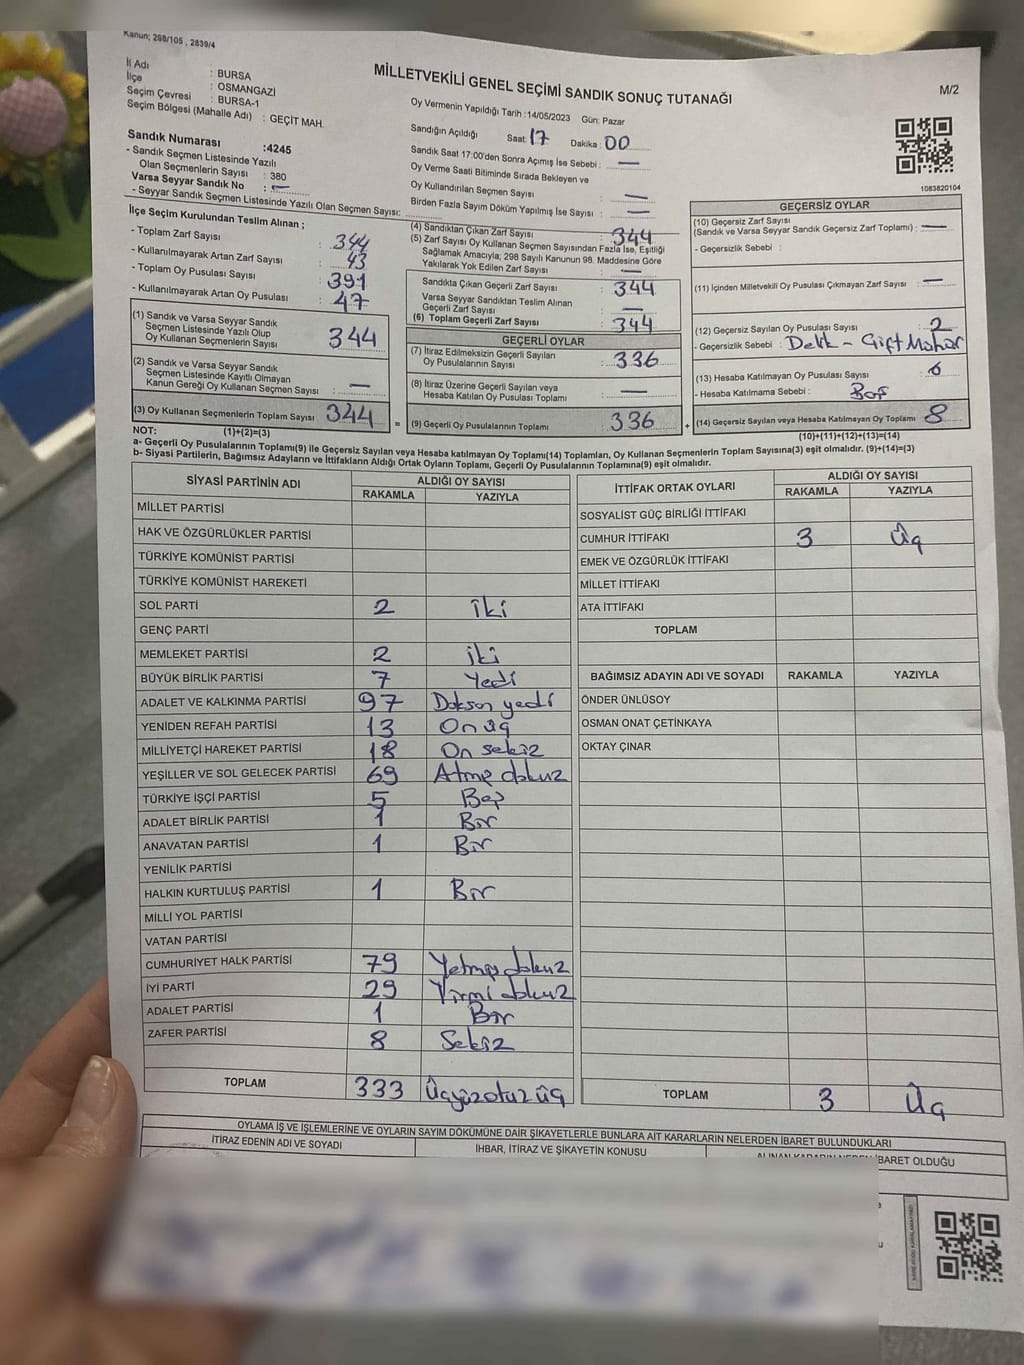 Kanun; 298/105 , 2839/4
İl Adı : BURSA
İlçe : OSMANGAZİ
Seçim Çevresi : BURSA-1
Seçim Bölgesi (Mahalle Adı) : GEÇİT MAH.
Sandık Numarası :4245
- Sandık Seçmen Listesinde Yazılı
Olan Seçmenlerin Sayısı : 380
Varsa Seyyar Sandık No : —
- Seyyar Sandık Seçmen Listesinde Yazılı Olan Seçmen Sayısı:
MİLLETVEKİLİ GENEL SEÇİMİ SANDIK SONUÇ TUTANAĞI
M/2
Oy Vermenin Yapıldığı Tarih :14/05/2023 Gün: Pazar
Sandığın Açıldığı Saat: 17 Dakika : 00
Sandık Saat 17:00'den Sonra Açımış İse Sebebi : —
Oy Verme Saati Bitiminde Sırada Bekleyen ve
Oy Kullandırılan Seçmen Sayısı : —
Birden Fazla Sayım Döküm Yapılmış İse Sayısı : —
1083820104
İlçe Seçim Kurulundan Teslim Alınan ;
- Toplam Zarf Sayısı : 344
- Kullanılmayarak Artan Zarf Sayısı : 43
- Toplam Oy Pusulası Sayısı : 391
- Kullanılmayarak Artan Oy Pusulası : 47
(1) Sandık ve Varsa Seyyar Sandık
Seçmen Listesinde Yazılı Olup
Oy Kullanan Seçmenlerin Sayısı : 344
(2) Sandık ve Varsa Seyyar Sandık
Seçmen Listesinde Kayıtlı Olmayan
Kanun Gereği Oy Kullanan Seçmen Sayısı : —
(3) Oy Kullanan Seçmenlerin Toplam Sayısı : 344
(1)+(2)=(3)
(4) Sandıktan Çıkan Zarf Sayısı : 344
(5) Zarf Sayısı Oy Kullanan Seçmen Sayısından Fazla İse, Eşitliği
Sağlamak Amacıyla; 298 Sayılı Kanunun 98. Maddesine Göre
Yakılarak Yok Edilen Zarf Sayısı : —
Sandıkta Çıkan Geçerli Zarf Sayısı : 344
Varsa Seyyar Sandıktan Teslim Alınan
Geçerli Zarf Sayısı : —
(6) Toplam Geçerli Zarf Sayısı : 344
GEÇERLİ OYLAR
(7) İtiraz Edilmeksizin Geçerli Sayılan
Oy Pusulalarının Sayısı : 336
(8) İtiraz Üzerine Geçerli Sayılan veya
Hesaba Katılan Oy Pusulası Toplamı : —
= (9) Geçerli Oy Pusulalarının Toplamı : 336
GEÇERSİZ OYLAR
(10) Geçersiz Zarf Sayısı
(Sandık ve Varsa Seyyar Sandık Geçersiz Zarf Toplamı) : —
- Geçersizlik Sebebi :
(11) İçinden Milletvekili Oy Pusulası Çıkmayan Zarf Sayısı : —
(12) Geçersiz Sayılan Oy Pusulası Sayısı : 2
- Geçersizlik Sebebi : Delik - Çift Mühür
(13) Hesaba Katılmayan Oy Pusulası Sayısı : 6
- Hesaba Katılmama Sebebi : Boş
+ (14) Geçersiz Sayılan veya Hesaba Katılmayan Oy Toplamı : 8
(10)+(11)+(12)+(13)=(14)
NOT:
a- Geçerli Oy Pusulalarının Toplamı(9) ile Geçersiz Sayılan veya Hesaba katılmayan Oy Toplamı(14) Toplamları, Oy Kullanan Seçmenlerin Toplam Sayısına(3) eşit olmalıdır. (9)+(14)=(3)
b- Siyasi Partilerin, Bağımsız Adayların ve İttifakların Aldığı Ortak Oyların Toplamı, Geçerli Oy Pusulalarının Toplamına(9) eşit olmalıdır.
SİYASİ PARTİNİN ADI ALDIĞI OY SAYISI
RAKAMLA YAZIYLA
MİLLET PARTİSİ
HAK VE ÖZGÜRLÜKLER PARTİSİ
TÜRKİYE KOMÜNİST PARTİSİ
TÜRKİYE KOMÜNİST HAREKETİ
SOL PARTİ 2 İki
GENÇ PARTİ
MEMLEKET PARTİSİ 2 İki
BÜYÜK BİRLİK PARTİSİ 7 Yedi
ADALET VE KALKINMA PARTİSİ 97 Doksan yedi
YENİDEN REFAH PARTİSİ 13 On üç
MİLLİYETÇİ HAREKET PARTİSİ 18 On sekiz
YEŞİLLER VE SOL GELECEK PARTİSİ 69 Atmış dokuz
TÜRKİYE İŞÇİ PARTİSİ 5 Beş
ADALET BİRLİK PARTİSİ 1 Bir
ANAVATAN PARTİSİ 1 Bir
YENİLİK PARTİSİ
HALKIN KURTULUŞ PARTİSİ 1 Bir
MİLLİ YOL PARTİSİ
VATAN PARTİSİ
CUMHURİYET HALK PARTİSİ 79 Yetmiş dokuz
İYİ PARTİ 29 Yirmi dokuz
ADALET PARTİSİ 1 Bir
ZAFER PARTİSİ 8 Sekiz
TOPLAM 333 Üçyüzotuz üç
İTTİFAK ORTAK OYLARI ALDIĞI OY SAYISI
RAKAMLA YAZIYLA
SOSYALİST GÜÇ BİRLİĞİ İTTİFAKI
CUMHUR İTTİFAKI 3 Üç
EMEK VE ÖZGÜRLÜK İTTİFAKI
MİLLET İTTİFAKI
ATA İTTİFAKI
TOPLAM
BAĞIMSIZ ADAYIN ADI VE SOYADI RAKAMLA YAZIYLA
ÖNDER ÜNLÜSOY
OSMAN ONAT ÇETİNKAYA
OKTAY ÇINAR
TOPLAM 3 Üç
OYLAMA İŞ VE İŞLEMLERİNE VE OYLARIN SAYIM DÖKÜMÜNE DAİR ŞİKAYETLERLE BUNLARA AİT KARARLARIN NELERDEN İBARET BULUNDUKLARI
İTİRAZ EDENİN ADI VE SOYADI İHBAR, İTİRAZ VE ŞİKAYETİN KONUSU İBARET OLDUĞU